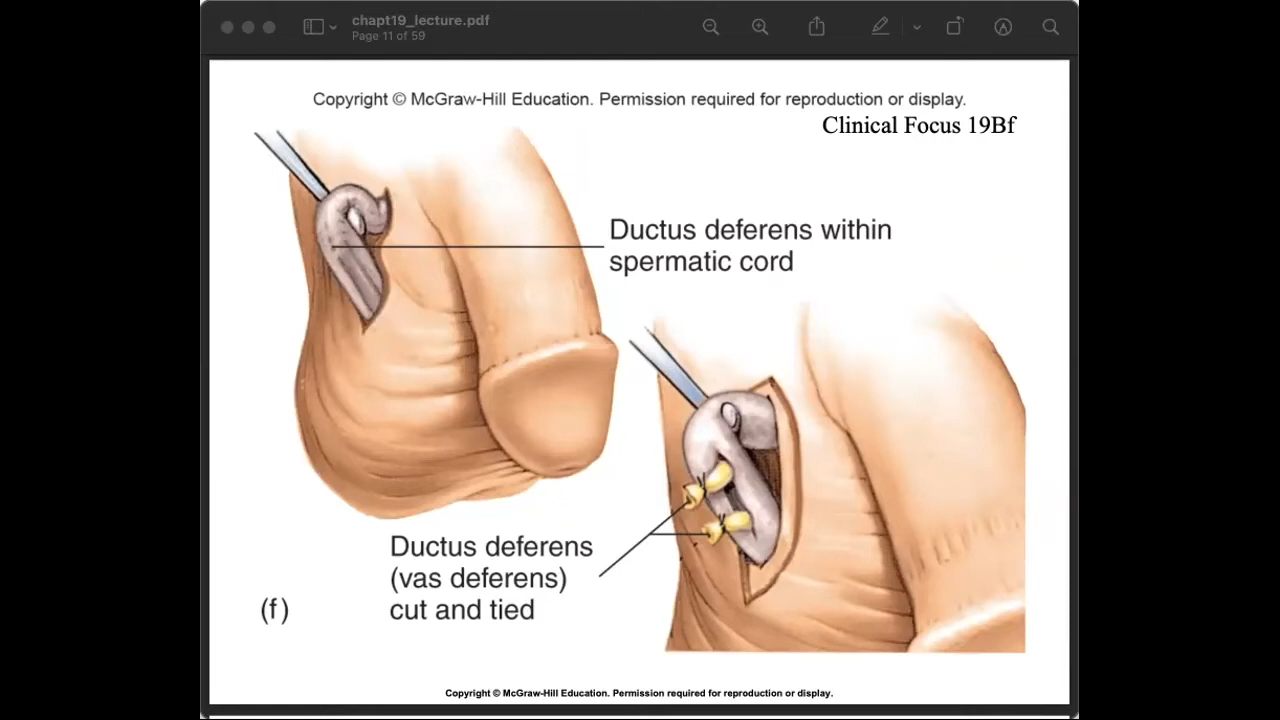 chapt19_lecture.pdf
Page 11 of 59
Copyright © McGraw-Hill Education. Permission required for reproduction or display.
Clinical Focus 19Bf
Ductus deferens within
spermatic cord
Ductus deferens
(vas deferens)
cut and tied
(f)
Copyright © McGraw-Hill Education. Permission required for reproduction or display.